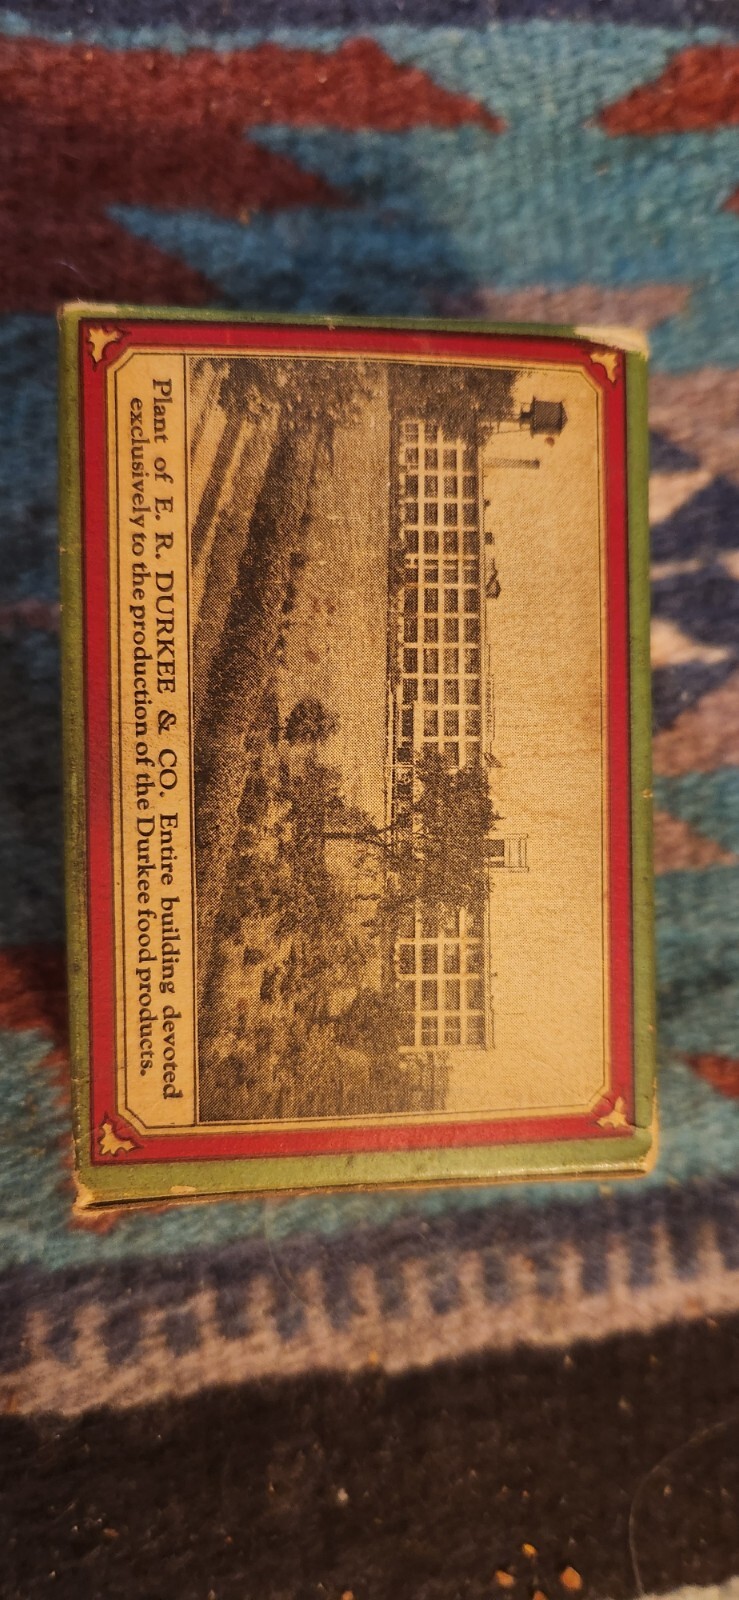 Plant of E. R. DURKEE & CO. Entire building devoted
exclusively to the production of the Durkee food products.